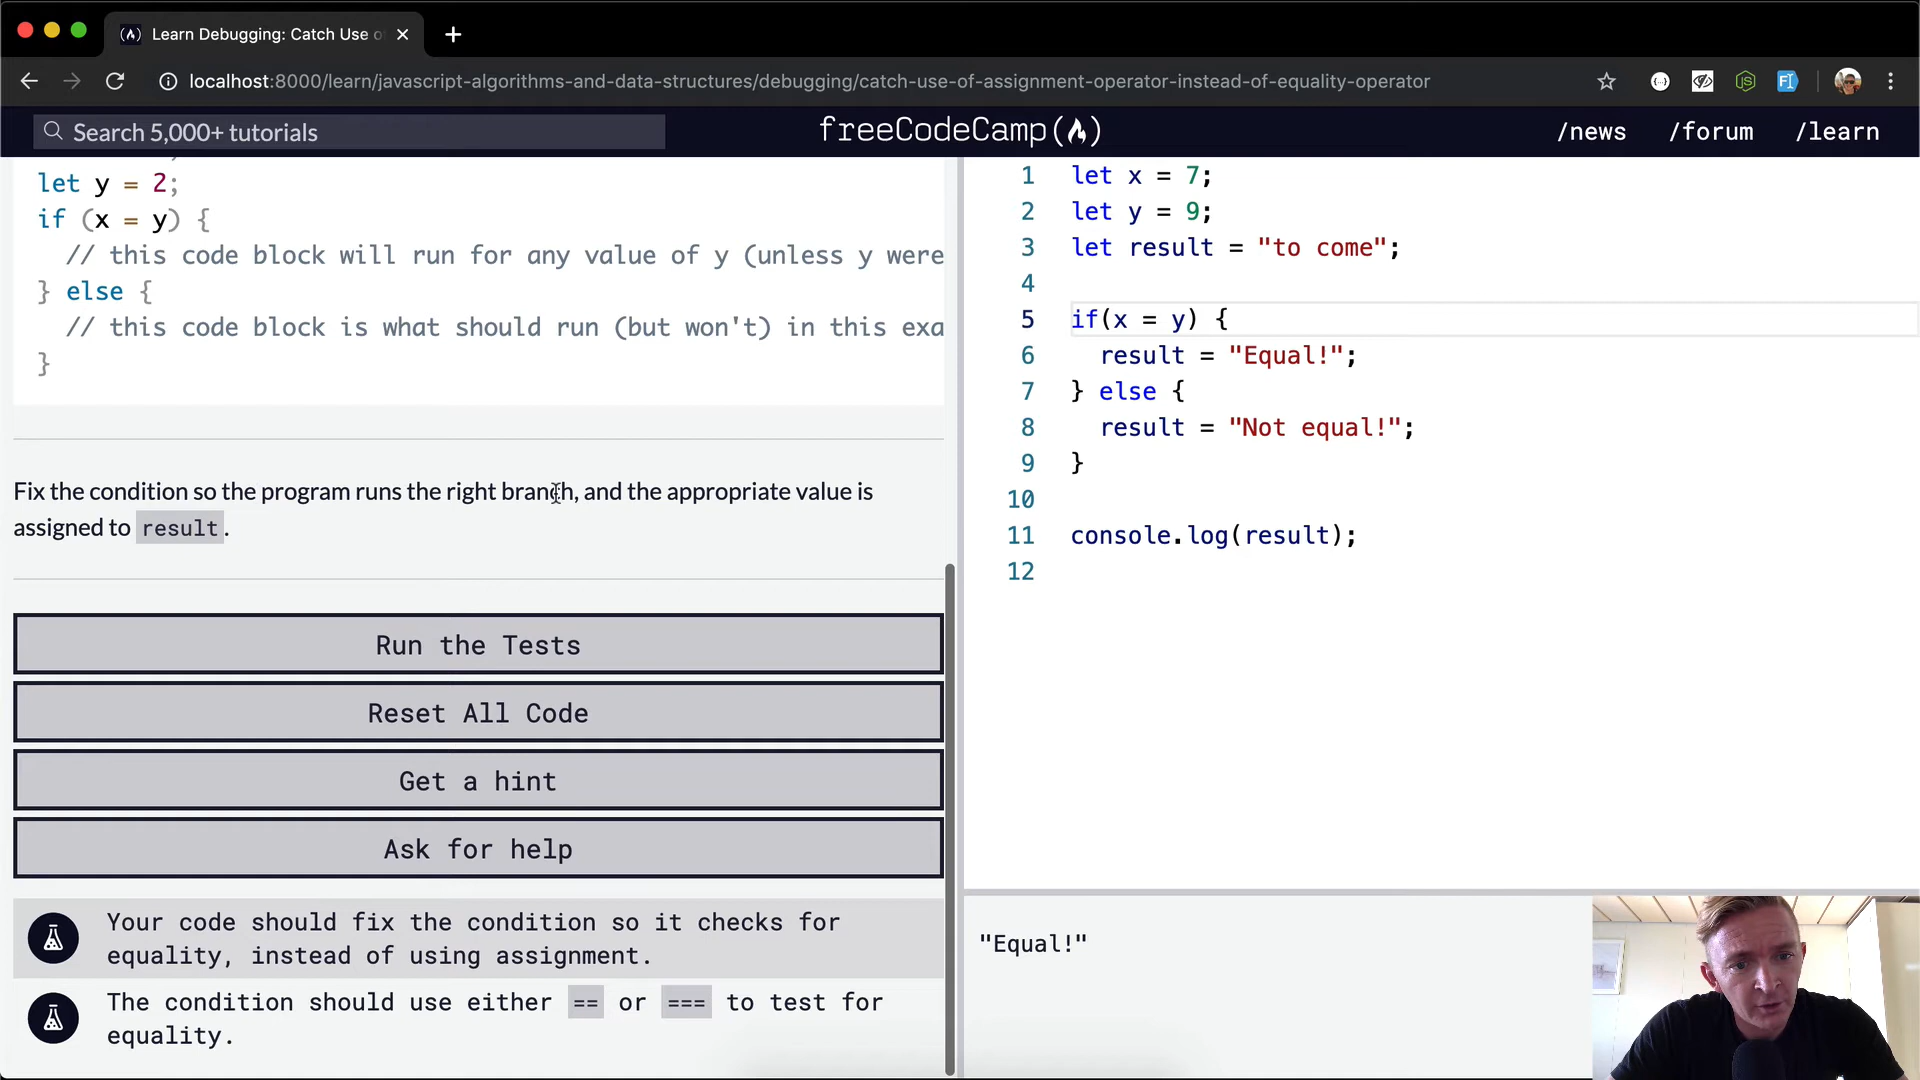 Learn Debugging: Catch Use o
localhost:8000/learn/javascript-algorithms-and-data-structures/debugging/catch-use-of-assignment-operator-instead-of-equality-operator
Search 5,000+ tutorials
freeCodeCamp
/news
/forum
/learn
let y = 2;
if (x = y) {
// this code block will run for any value of y (unless y were
} else {
// this code block is what should run (but won't) in this exa
}
Fix the condition so the program runs the right branch, and the appropriate value is
assigned to result.
Run the Tests
Reset All Code
Get a hint
Ask for help
Your code should fix the condition so it checks for
equality, instead of using assignment.
The condition should use either == or === to test for
equality.
1 let x = 7;
2 let y = 9;
3 let result = "to come";
4
5 if(x = y) {
6 result = "Equal!";
7 } else {
8 result = "Not equal!";
9 }
10
11 console.log(result);
12
"Equal!"